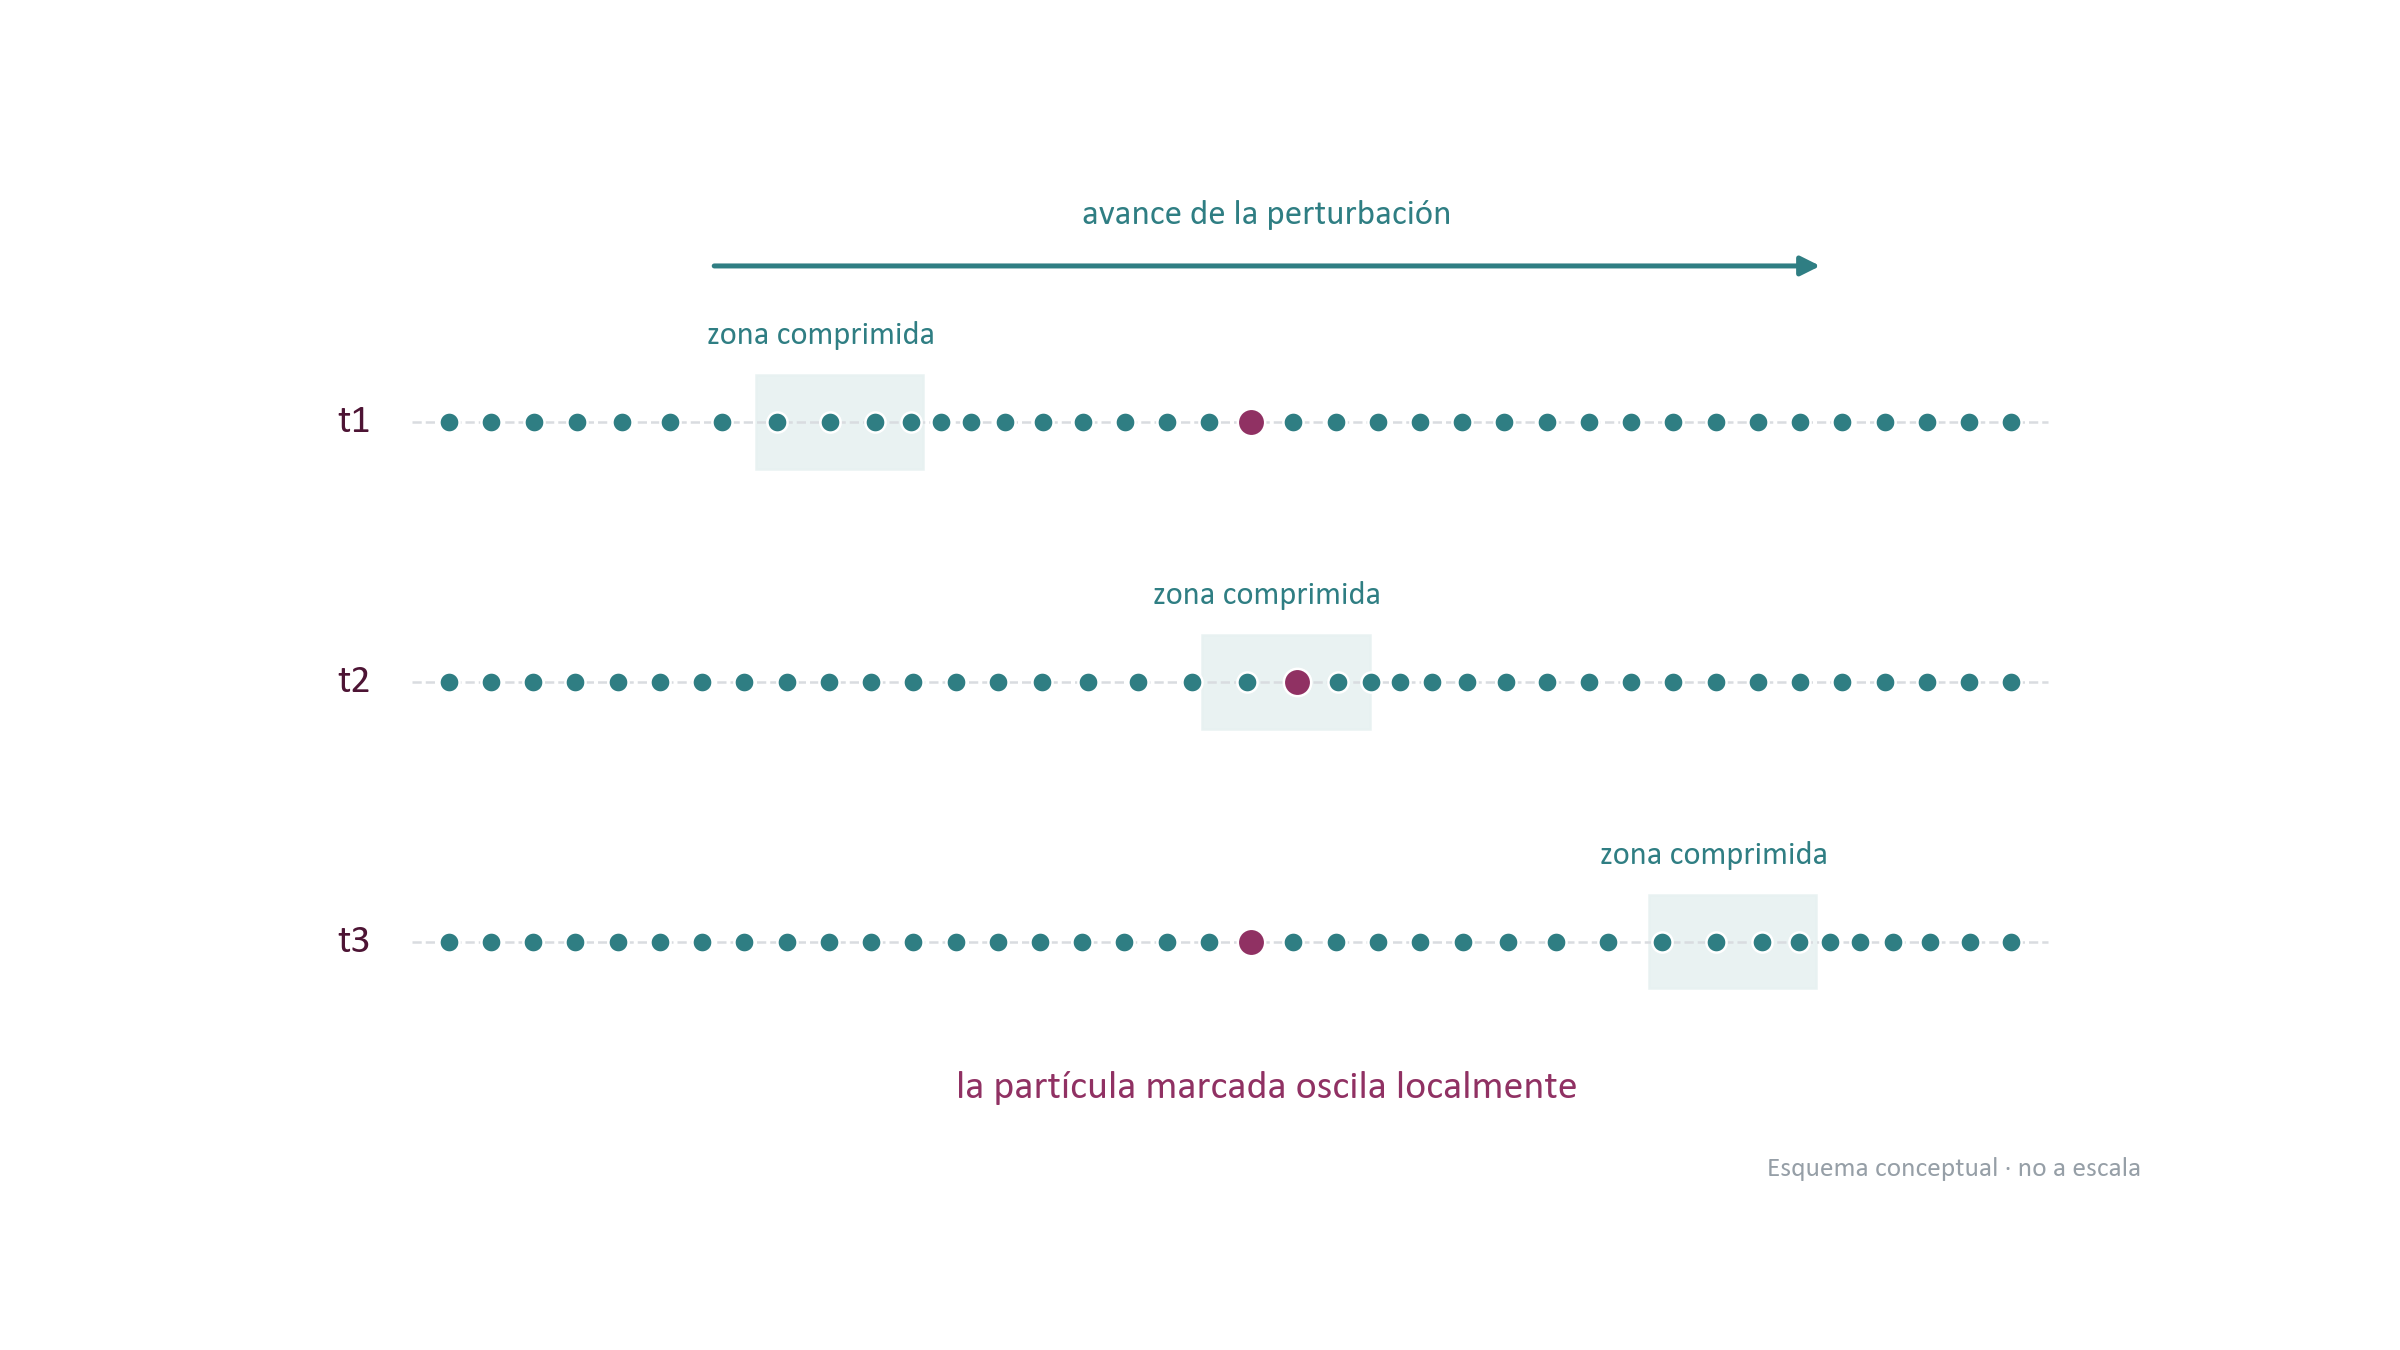 avance de la perturbación
zona comprimida
t1
zona comprimida
t2
zona comprimida
t3
la partícula marcada oscila localmente
Esquema conceptual · no a escala